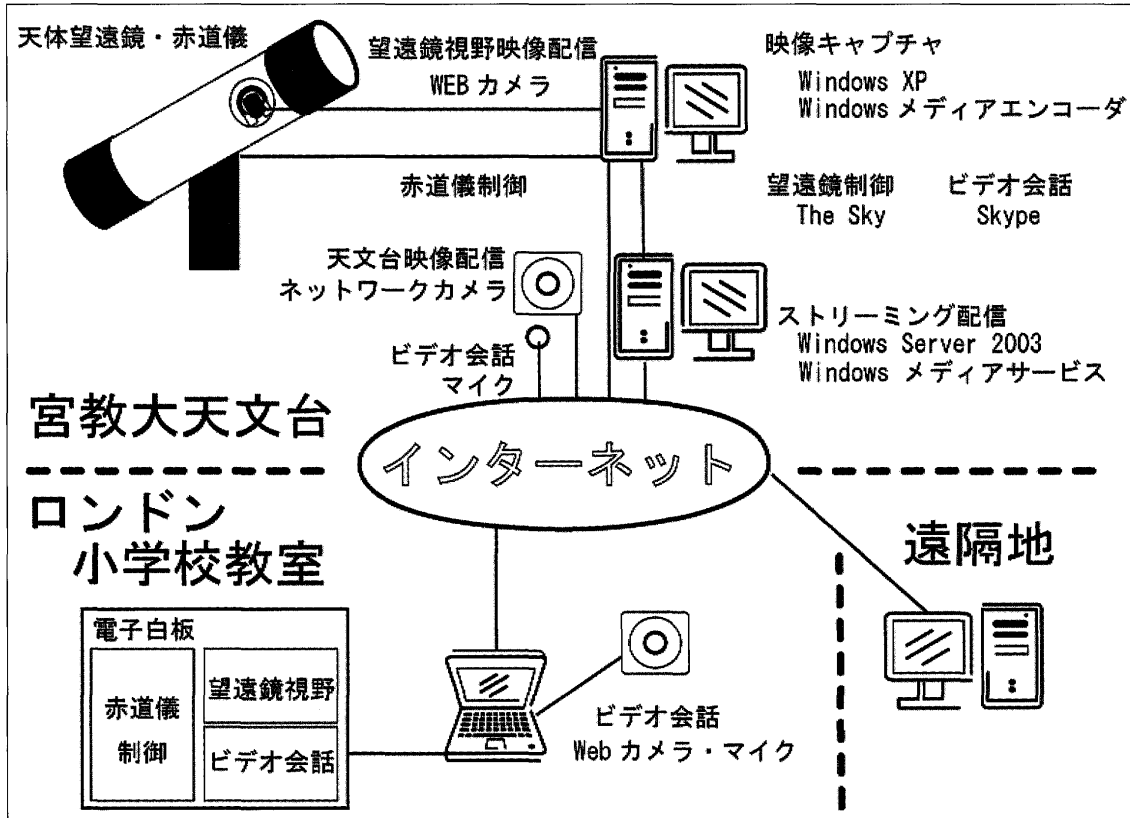 天体望遠鏡・赤道儀
望遠鏡視野映像配信
WEB カメラ
映像キャプチャ
Windows XP
Windows メディアエンコーダ
赤道儀制御
望遠鏡制御
The Sky
ビデオ会話
Skype
天文台映像配信
ネットワークカメラ
ビデオ会話
マイク
ストリーミング配信
Windows Server 2003
Windows メディアサービス
宮教大天文台
インターネット
ロンドン
小学校教室
遠隔地
電子白板
赤道儀
制御
望遠鏡視野
ビデオ会話
ビデオ会話
Web カメラ・マイク